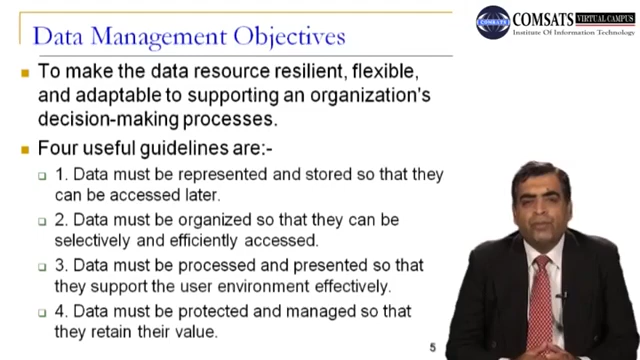 Data Management Objectives
COMSATS VIRTUAL CAMPUS
Institute Of Information Technology
COMSATS
To make the data resource resilient, flexible,
and adaptable to supporting an organization's
decision-making processes.
Four useful guidelines are:-
1. Data must be represented and stored so that they
can be accessed later.
2. Data must be organized so that they can be
selectively and efficiently accessed.
3. Data must be processed and presented so that
they support the user environment effectively.
4. Data must be protected and managed so that
they retain their value.
5